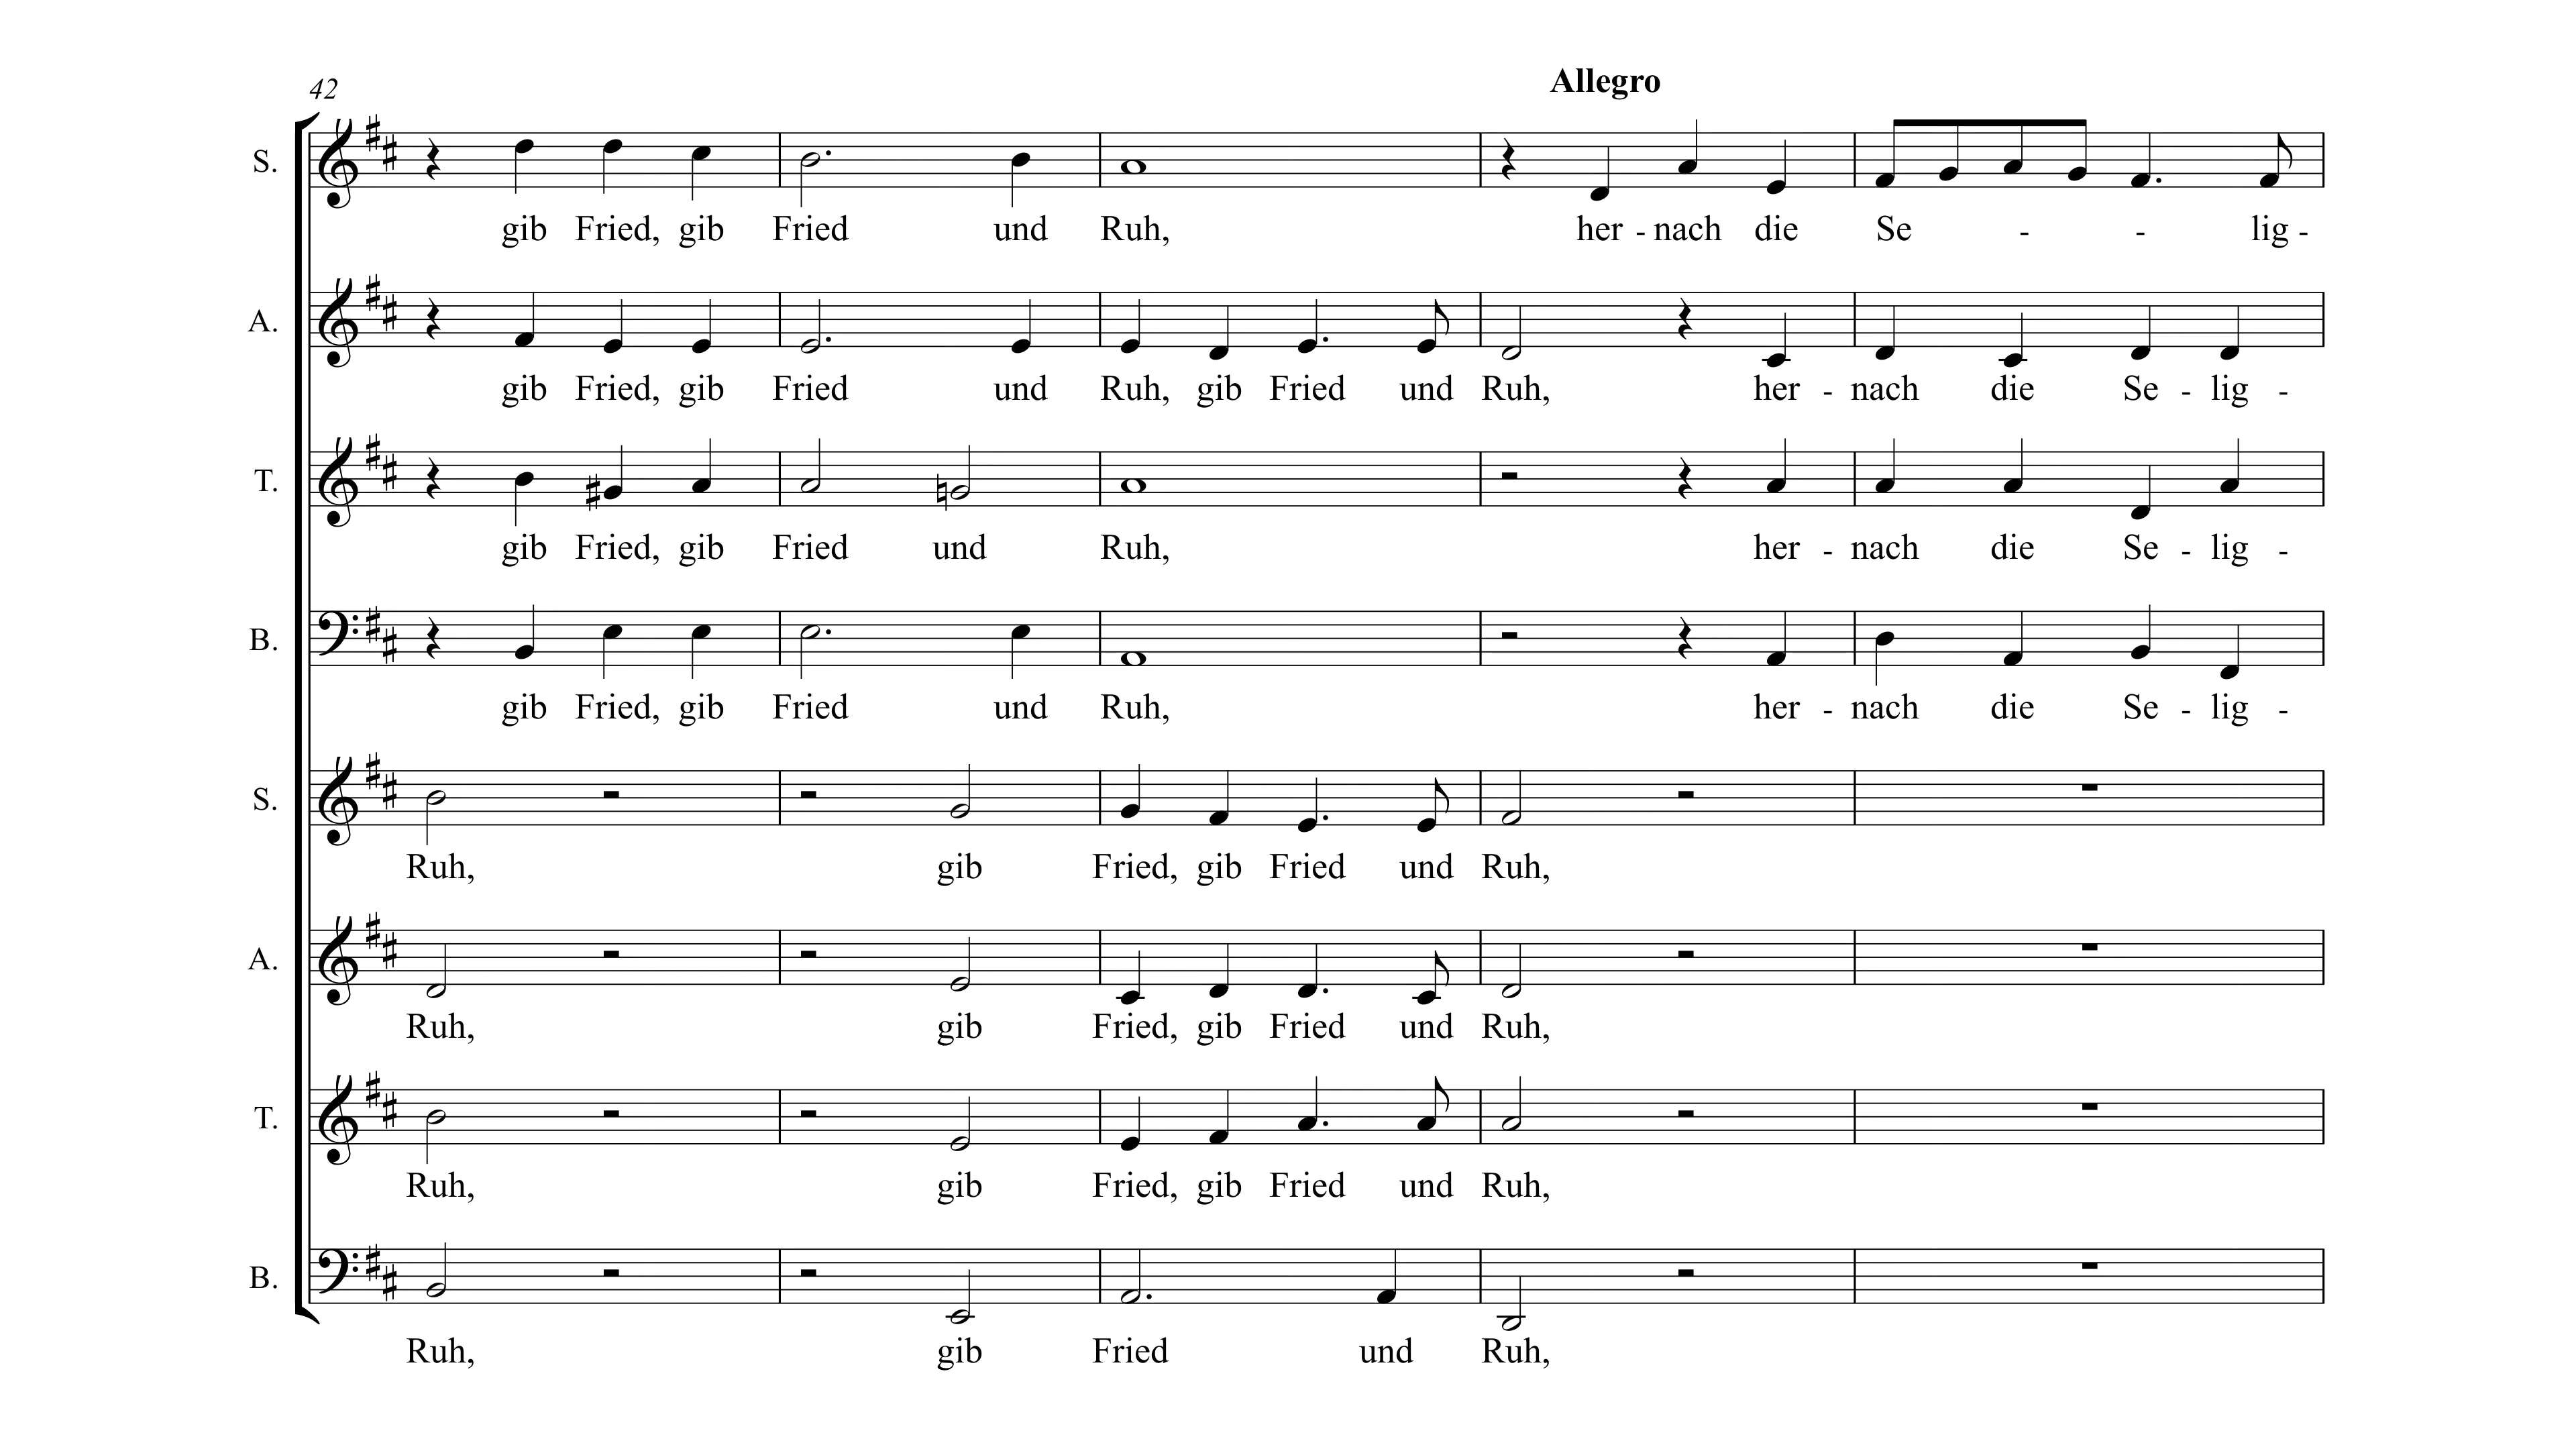 42
Allegro
S.
gib Fried, gib Fried und Ruh, her - nach die Se - - lig -
A.
gib Fried, gib Fried und Ruh, gib Fried und Ruh, her - nach die Se - lig -
T.
gib Fried, gib Fried und Ruh, her - nach die Se - lig -
B.
gib Fried, gib Fried und Ruh, her - nach die Se - lig -
S.
Ruh, gib Fried, gib Fried und Ruh,
A.
Ruh, gib Fried, gib Fried und Ruh,
T.
Ruh, gib Fried, gib Fried und Ruh,
B.
Ruh, gib Fried und Ruh,